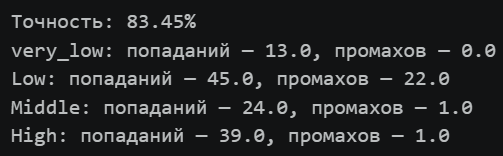 Точность: 83.45%
very_low: попаданий — 13.0, промахов — 0.0
Low: попаданий — 45.0, промахов — 22.0
Middle: попаданий — 24.0, промахов — 1.0
High: попаданий — 39.0, промахов — 1.0